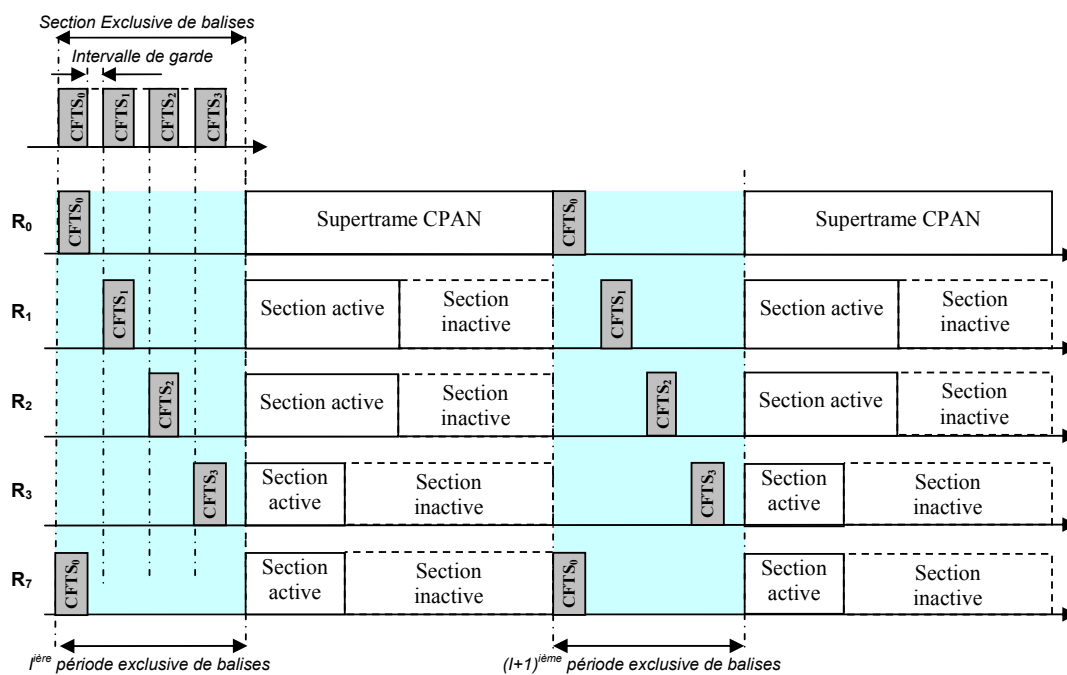 Section Exclusive de balises
Intervalle de garde
CFTS0 CFTS1 CFTS2 CFTS3
R0 CFTS0 Supertrame CPAN CFTS0 Supertrame CPAN
R1 CFTS1 Section active Section inactive CFTS1 Section active Section inactive
R2 CFTS2 Section active Section inactive CFTS2 Section active Section inactive
R3 CFTS3 Section active Section inactive CFTS3 Section active Section inactive
R7 CFTS0 Section active Section inactive CFTS0 Section active Section inactive
I^ière période exclusive de balises (I+1)^ième période exclusive de balises